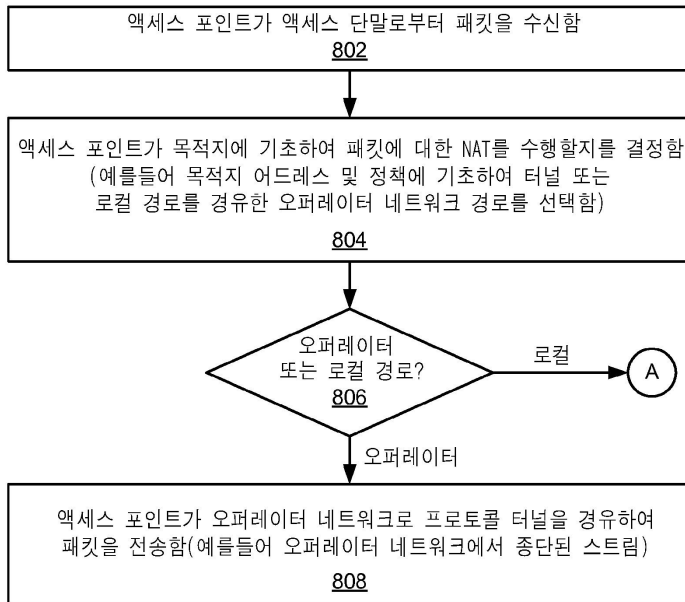 액세스 포인트가 액세스 단말로부터 패킷을 수신함
802
액세스 포인트가 목적지에 기초하여 패킷에 대한 NAT를 수행할지를 결정함
(예를들어 목적지 어드레스 및 정책에 기초하여 터널 또는
로컬 경로를 경유한 오퍼레이터 네트워크 경로를 선택함)
804
오퍼레이터
또는 로컬 경로?
806
로컬
A
오퍼레이터
액세스 포인트가 오퍼레이터 네트워크로 프로토콜 터널을 경유하여
패킷을 전송함(예를들어 오퍼레이터 네트워크에서 종단된 스트림)
808